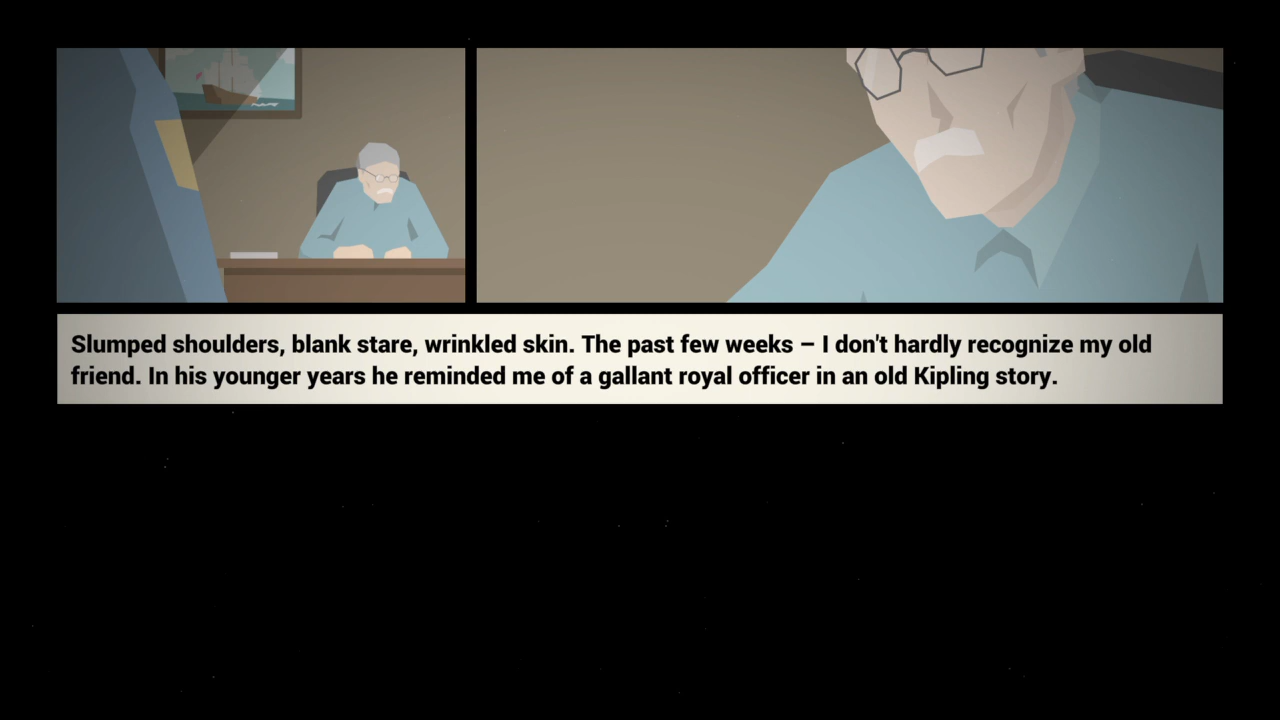 Slumped shoulders, blank stare, wrinkled skin. The past few weeks – I don't hardly recognize my old
friend. In his younger years he reminded me of a gallant royal officer in an old Kipling story.